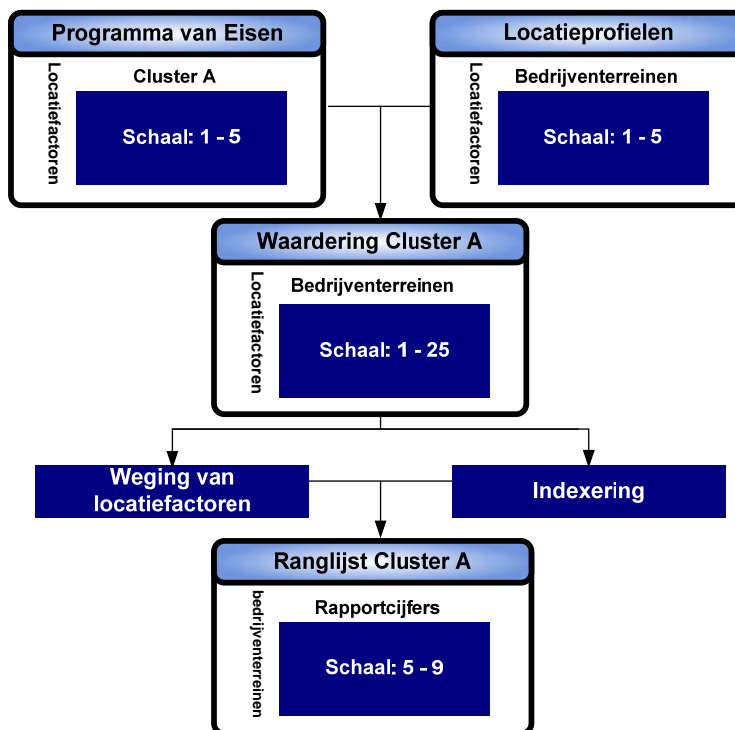 Programma van Eisen
Locatieprofielen
Locatiefactoren
Cluster A
Schaal: 1 - 5
Locatiefactoren
Bedrijventerreinen
Schaal: 1 - 5
Waardering Cluster A
Locatiefactoren
Bedrijventerreinen
Schaal: 1 - 25
Weging van
locatiefactoren
Indexering
Ranglijst Cluster A
bedrijventerreinen
Rapportcijfers
Schaal: 5 - 9